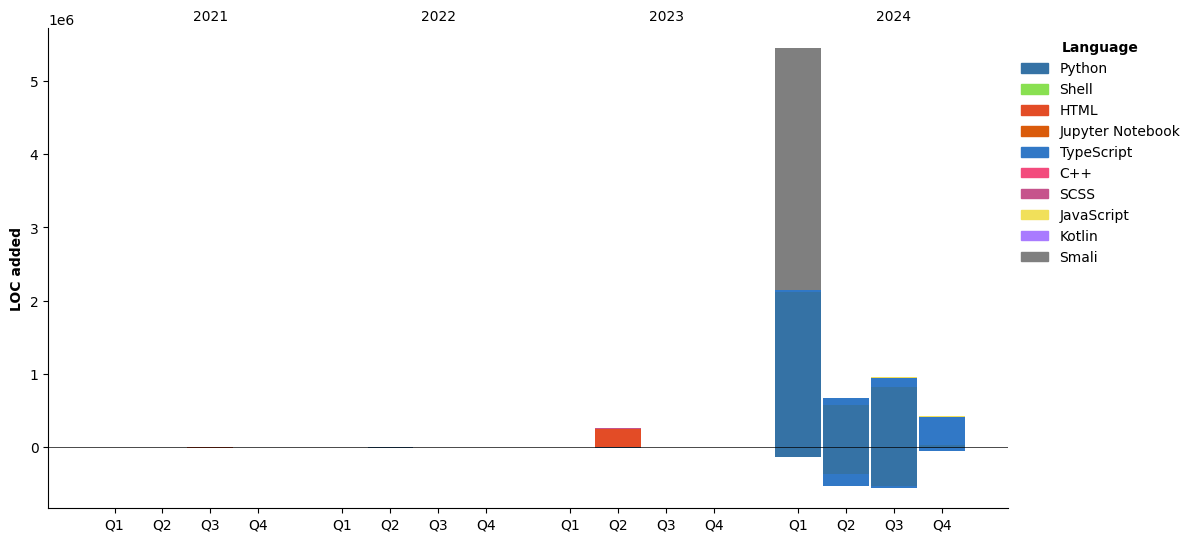 2021 2022 2023 2024
1e6
Language
Python
Shell
HTML
Jupyter Notebook
TypeScript
C++
SCSS
JavaScript
Kotlin
Smali
LOC added
5
4
3
2
1
0
Q1 Q2 Q3 Q4 Q1 Q2 Q3 Q4 Q1 Q2 Q3 Q4 Q1 Q2 Q3 Q4